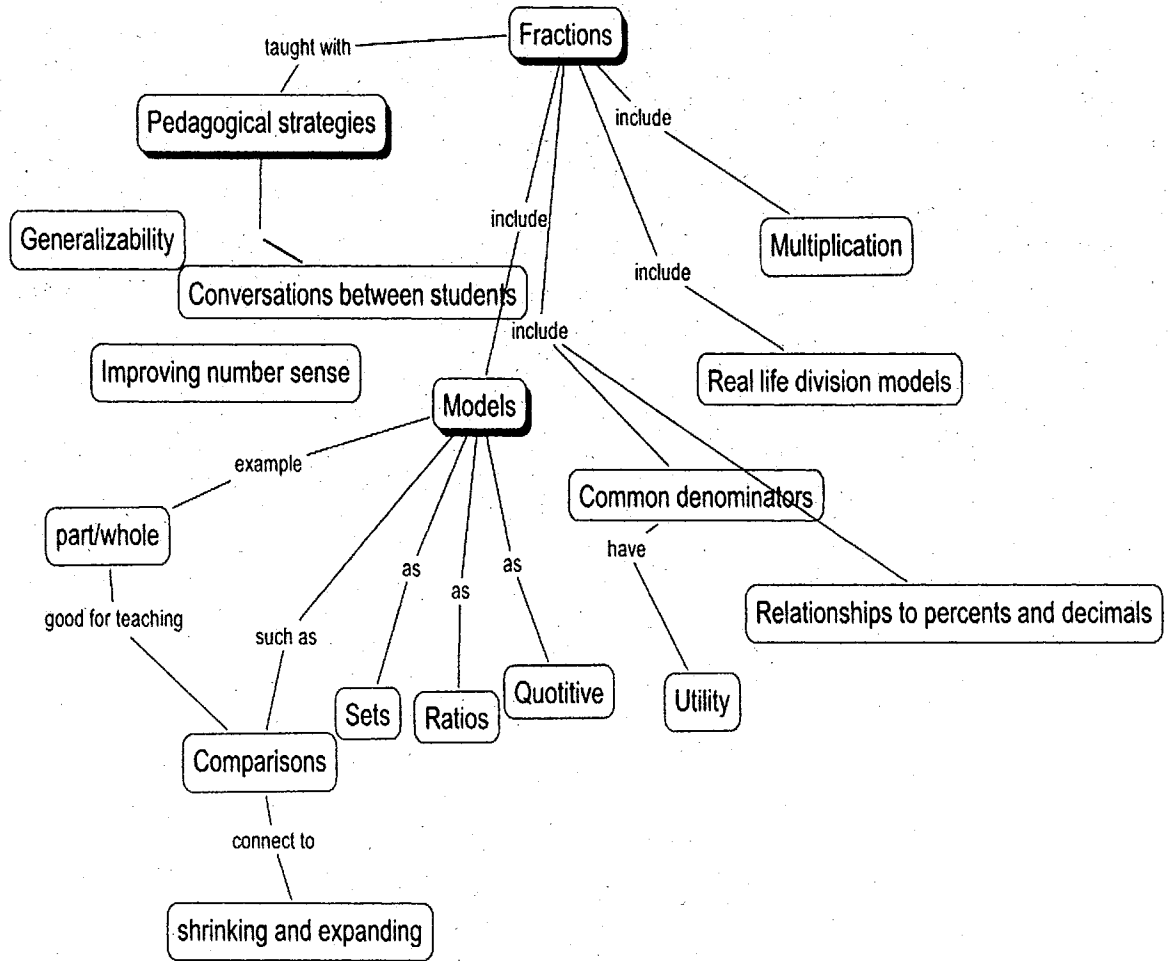 Fractions
taught with
Pedagogical strategies
include
Generalizability
include
Multiplication
include
Conversations between students
include
Improving number sense
Real life division models
Models
example
Common denominators
part/whole
have
as
as
as
good for teaching
Relationships to percents and decimals
such as
Quotitive
Sets
Ratios
Utility
Comparisons
connect to
shrinking and expanding